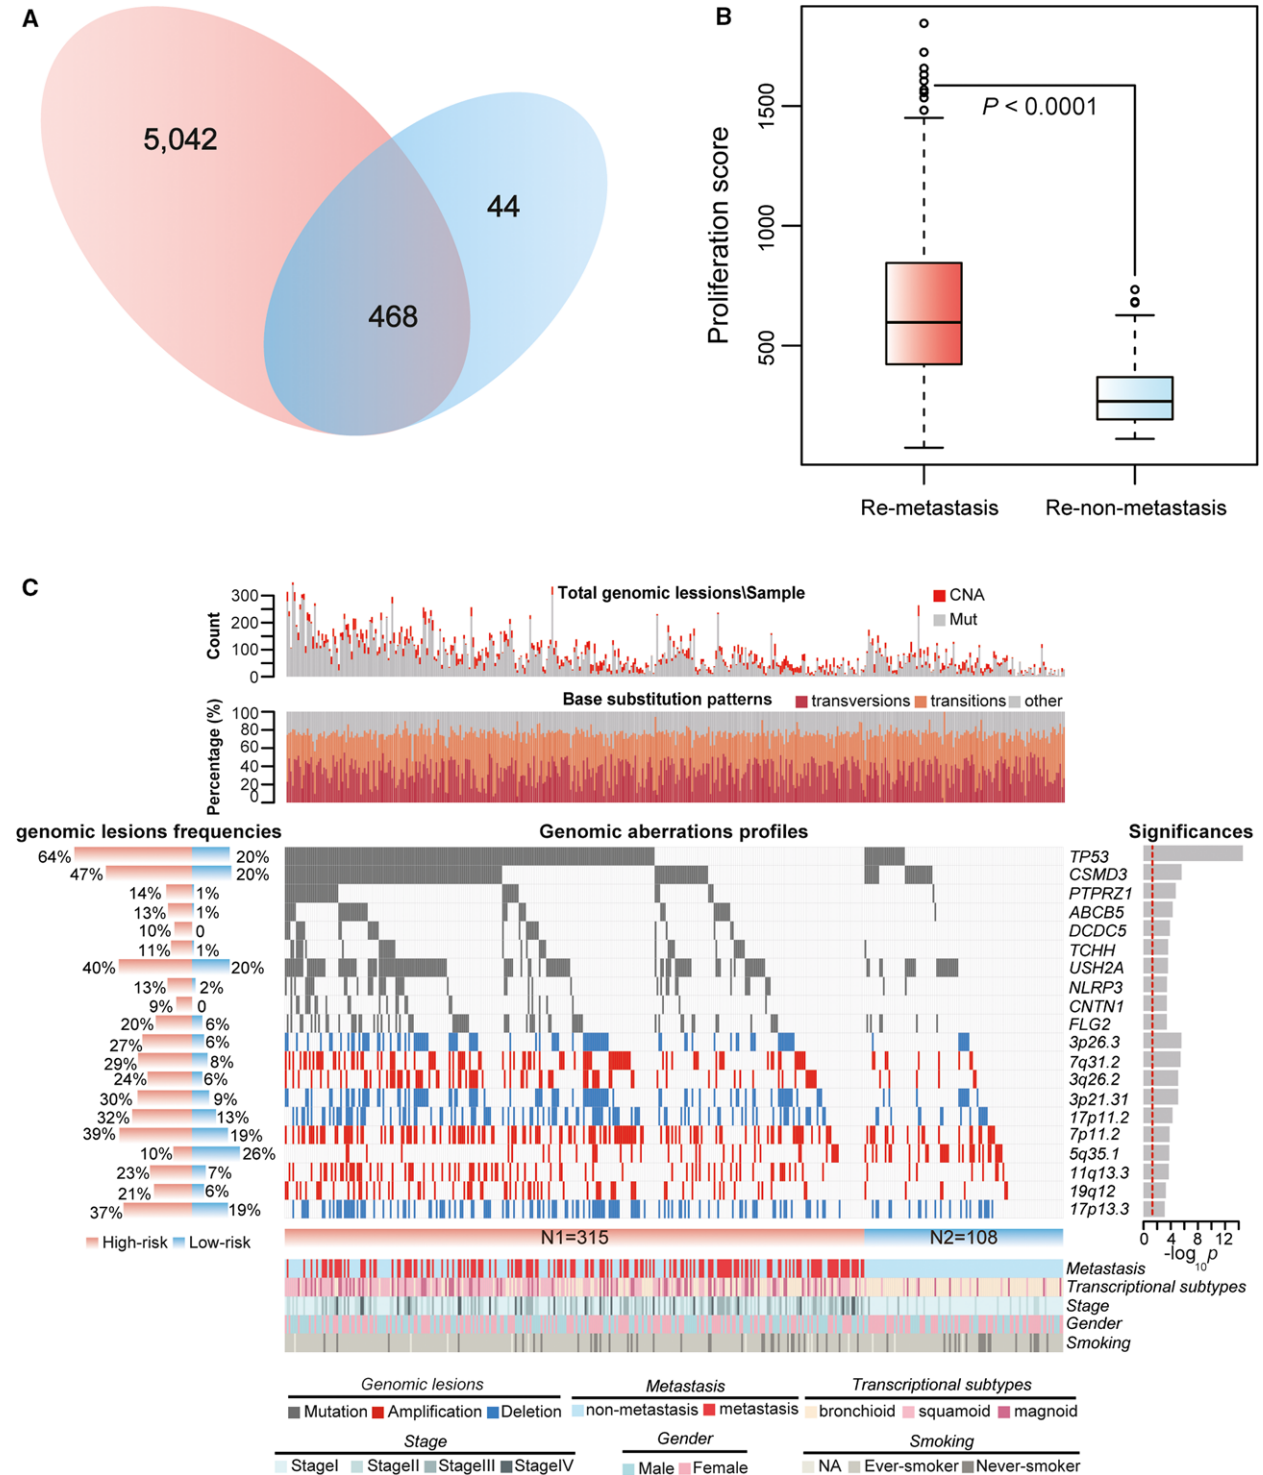 A
5,042
44
468
B
Proliferation score
1500
1000
500
P < 0.0001
Re-metastasis
Re-non-metastasis
C
Total genomic lessions\Sample
CNA
Mut
Count
300
200
100
0
Base substitution patterns
transversions
transitions
other
Percentage (%)
100
80
60
40
20
0
genomic lesions frequencies
Genomic aberrations profiles
Significances
64% 20% TP53
47% 20% CSMD3
14% 1% PTPRZ1
13% 1% ABCB5
10% 0 DCDC5
11% 1% TCHH
40% 20% USH2A
13% 2% NLRP3
9% 0 CNTN1
20% 6% FLG2
27% 6% 3p26.3
29% 8% 7q31.2
24% 6% 3q26.2
30% 9% 3p21.31
32% 13% 17p11.2
39% 19% 7p11.2
10% 26% 5q35.1
23% 7% 11q13.3
21% 6% 19q12
37% 19% 17p13.3
High-risk Low-risk
N1=315
N2=108
0 4 8 12
-log10 p
Metastasis
Transcriptional subtypes
Stage
Gender
Smoking
Genomic lesions
Mutation Amplification Deletion
Metastasis
non-metastasis metastasis
Transcriptional subtypes
bronchioid squamoid magnoid
Stage
StageI StageII StageIII StageIV
Gender
Male Female
Smoking
NA Ever-smoker Never-smoker